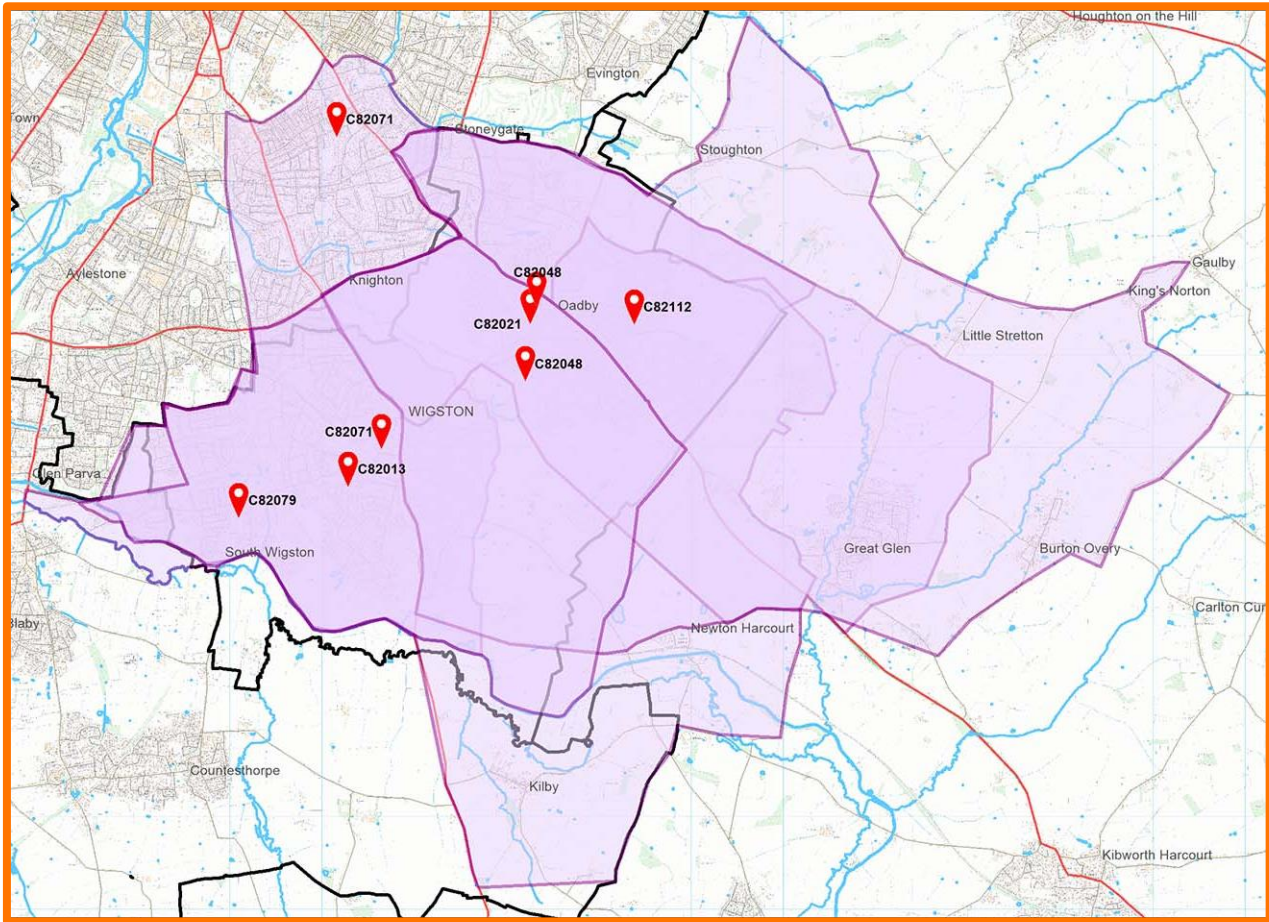 Houghton on the Hill
Evington
Town
C82071
Stoneygate
Stoughton
Gaulby
Aylestone
Knighton
C82048
King's Norton
Oadby
C82112
C82021
Little Stretton
C82048
WIGSTON
C82071
C82013
Glen Parva
C82079
South Wigston
Great Glen
Burton Overy
Carlton Cur
Blaby
Newton Harcourt
Countesthorpe
Kilby
Kibworth Harcourt